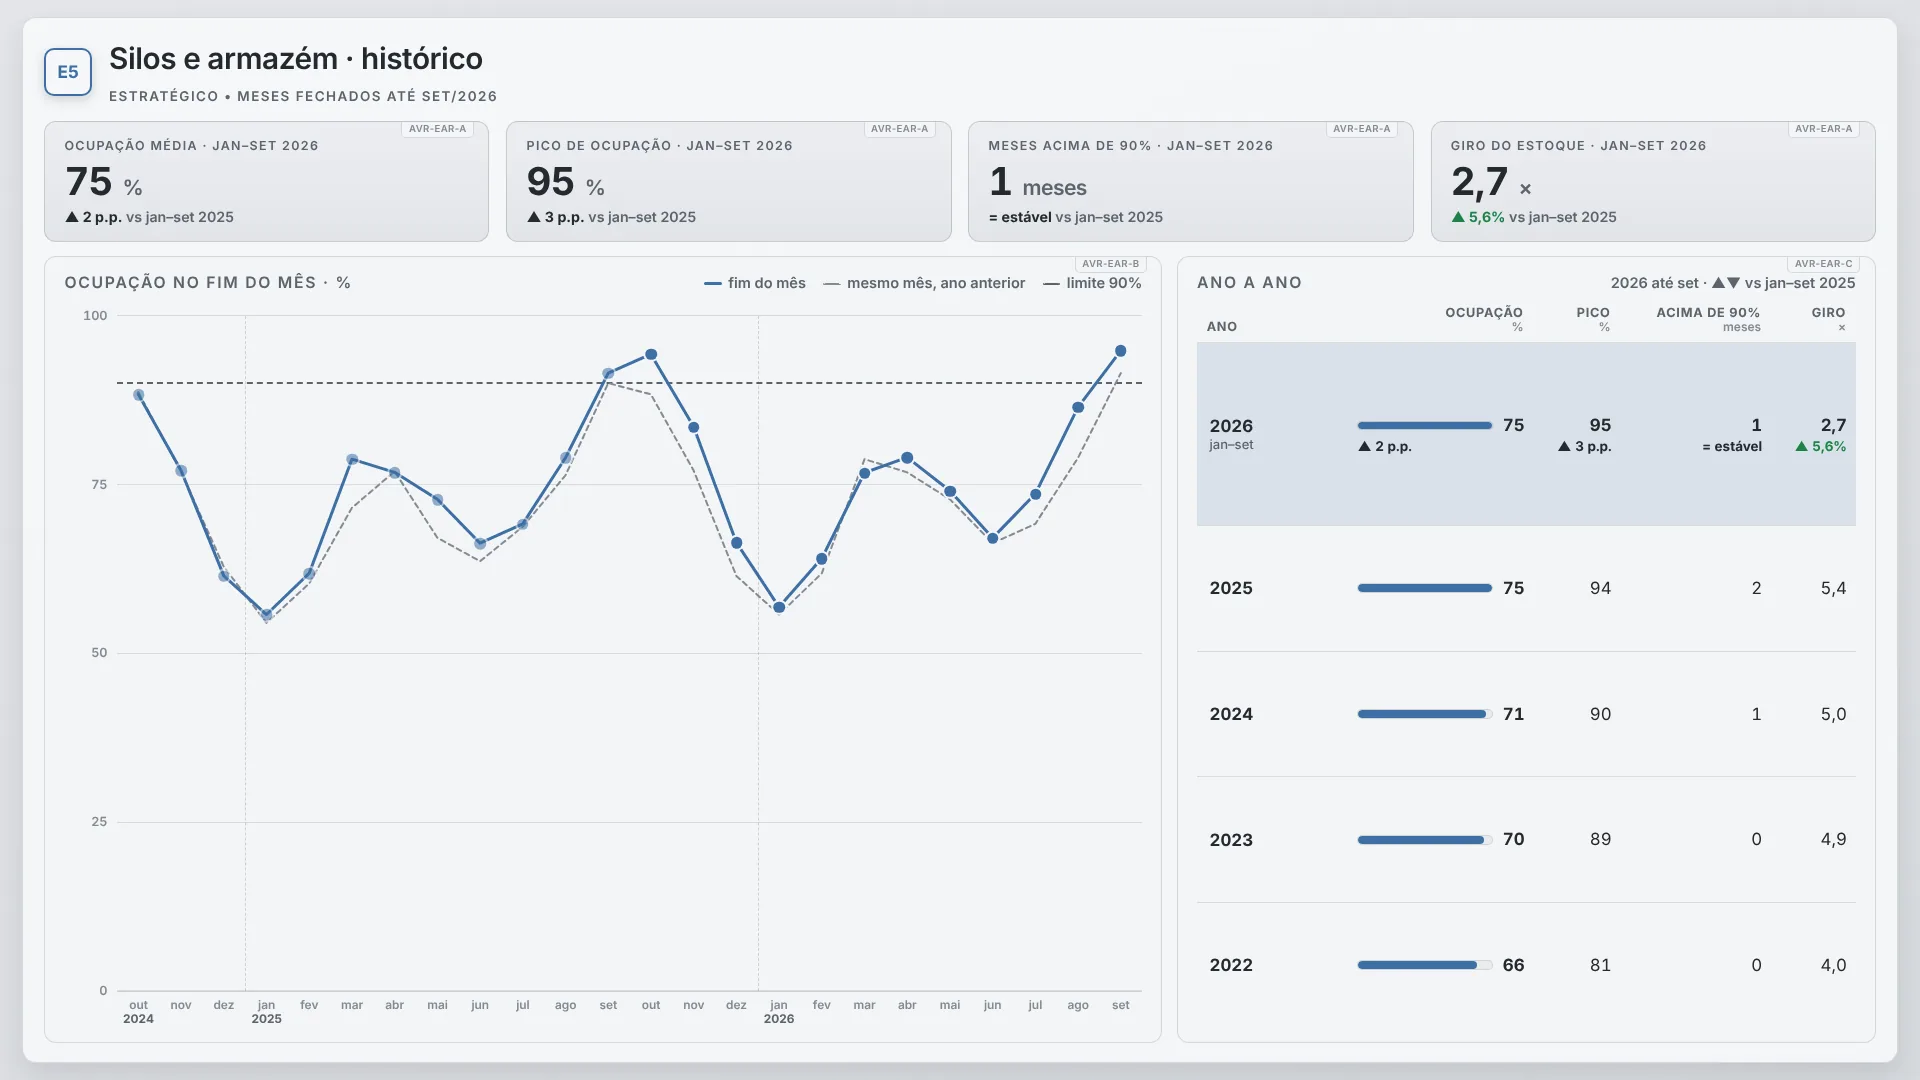 E5
Silos e armazém · histórico
ESTRATÉGICO • MESES FECHADOS ATÉ SET/2026
AVR-EAR-A
OCUPAÇÃO MÉDIA · JAN–SET 2026
75 %
▲ 2 p.p. vs jan–set 2025
AVR-EAR-A
PICO DE OCUPAÇÃO · JAN–SET 2026
95 %
▲ 3 p.p. vs jan–set 2025
AVR-EAR-A
MESES ACIMA DE 90% · JAN–SET 2026
1 meses
= estável vs jan–set 2025
AVR-EAR-A
GIRO DO ESTOQUE · JAN–SET 2026
2,7 ×
▲ 5,6% vs jan–set 2025
AVR-EAR-B
OCUPAÇÃO NO FIM DO MÊS · %
fim do mês mesmo mês, ano anterior limite 90%
100
75
50
25
0
out nov dez jan fev mar abr mai jun jul ago set out nov dez jan fev mar abr mai jun jul ago set
2024 2025 2026
AVR-EAR-C
ANO A ANO
2026 até set · ▲▼ vs jan–set 2025
ANO OCUPAÇÃO PICO ACIMA DE 90% GIRO
% % meses ×
2026 75 95 1 2,7
jan–set ▲ 2 p.p. ▲ 3 p.p. = estável ▲ 5,6%
2025 75 94 2 5,4
2024 71 90 1 5,0
2023 70 89 0 4,9
2022 66 81 0 4,0